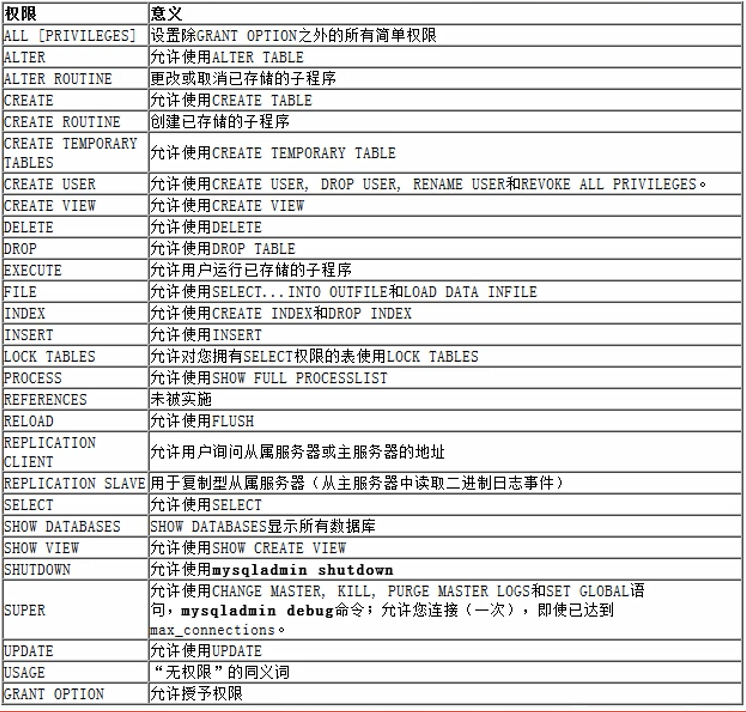 权限 意义
ALL [PRIVILEGES] 设置除GRANT OPTION之外的所有简单权限
ALTER 允许使用ALTER TABLE
ALTER ROUTINE 更改或取消已存储的子程序
CREATE 允许使用CREATE TABLE
CREATE ROUTINE 创建已存储的子程序
CREATE TEMPORARY
TABLES 允许使用CREATE TEMPORARY TABLE
CREATE USER 允许使用CREATE USER, DROP USER, RENAME USER和REVOKE ALL PRIVILEGES。
CREATE VIEW 允许使用CREATE VIEW
DELETE 允许使用DELETE
DROP 允许使用DROP TABLE
EXECUTE 允许用户运行已存储的子程序
FILE 允许使用SELECT...INTO OUTFILE和LOAD DATA INFILE
INDEX 允许使用CREATE INDEX和DROP INDEX
INSERT 允许使用INSERT
LOCK TABLES 允许对您拥有SELECT权限的表使用LOCK TABLES
PROCESS 允许使用SHOW FULL PROCESSLIST
REFERENCES 未被实施
RELOAD 允许使用FLUSH
REPLICATION
CLIENT 允许用户询问从属服务器或主服务器的地址
REPLICATION SLAVE 用于复制型从属服务器（从主服务器中读取二进制日志事件）
SELECT 允许使用SELECT
SHOW DATABASES SHOW DATABASES显示所有数据库
SHOW VIEW 允许使用SHOW CREATE VIEW
SHUTDOWN 允许使用mysqladmin shutdown
SUPER 允许使用CHANGE MASTER, KILL, PURGE MASTER LOGS和SET GLOBAL语
句，mysqladmin debug命令；允许您连接（一次），即使已达到
max_connections。
UPDATE 允许使用UPDATE
USAGE “无权限”的同义词
GRANT OPTION 允许授予权限